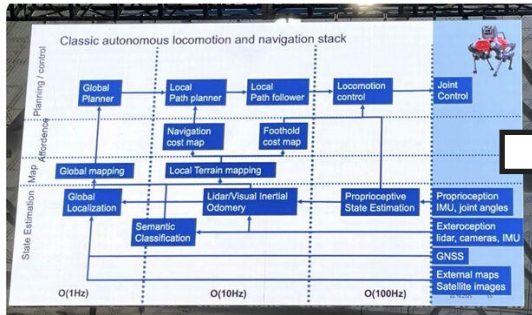 Classic autonomous locomotion and navigation stack
Planning / control
Affordence
Map
State Estimation
Global
Planner
Local
Path planner
Local
Path follower
Locomotion
control
Joint
Control
Navigation
cost map
Foothold
cost map
Global mapping
Local Terrain mapping
Global
Localization
Lidar/Visual Inertial
Odomery
Proprioceptive
State Estimation
Proprioception
IMU, joint angles
Semantic
Classification
Exteroception
lidar, cameras, IMU
GNSS
External maps
Satellite images
O(1Hz)
O(10Hz)
O(100Hz)